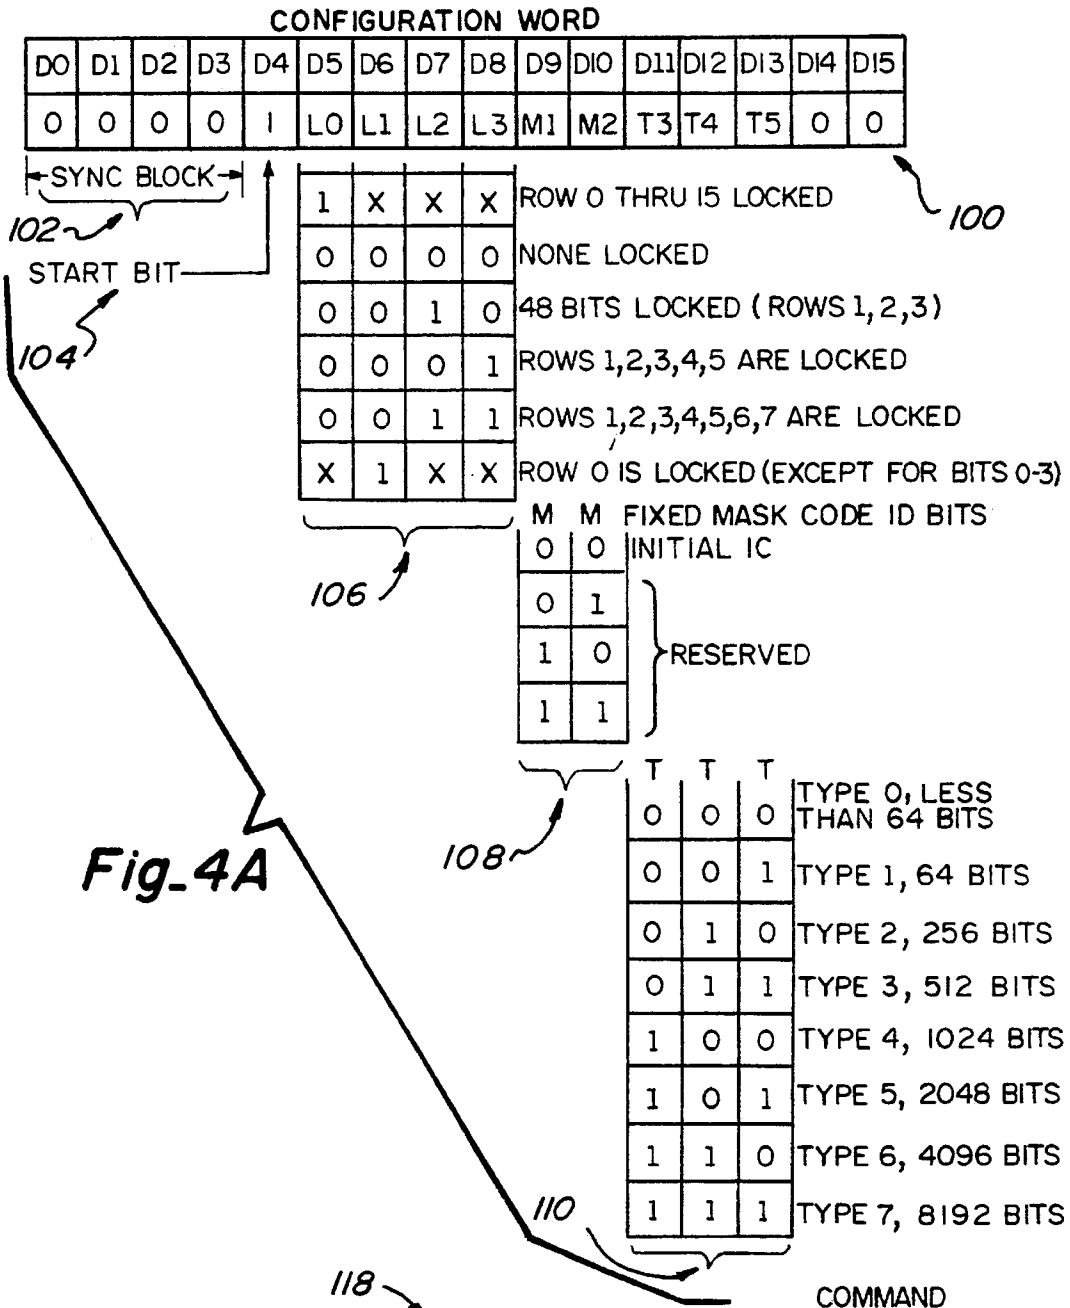 CONFIGURATION WORD
D0 D1 D2 D3 D4 D5 D6 D7 D8 D9 D10 D11 D12 D13 D14 D15
0 0 0 0 1 L0 L1 L2 L3 M1 M2 T3 T4 T5 0 0
SYNC BLOCK
102
START BIT
104
100
1 X X X ROW 0 THRU 15 LOCKED
0 0 0 0 NONE LOCKED
0 0 1 0 48 BITS LOCKED (ROWS 1, 2, 3)
0 0 0 1 ROWS 1,2,3,4,5 ARE LOCKED
0 0 1 1 ROWS 1,2,3,4,5,6,7 ARE LOCKED
X 1 X X ROW 0 IS LOCKED (EXCEPT FOR BITS 0-3)
106
M M FIXED MASK CODE ID BITS
0 0 INITIAL IC
0 1
1 0 RESERVED
1 1
108
T T T
0 0 0 TYPE 0, LESS
THAN 64 BITS
0 0 1 TYPE 1, 64 BITS
0 1 0 TYPE 2, 256 BITS
0 1 1 TYPE 3, 512 BITS
1 0 0 TYPE 4, 1024 BITS
1 0 1 TYPE 5, 2048 BITS
1 1 0 TYPE 6, 4096 BITS
1 1 1 TYPE 7, 8192 BITS
Fig_4A
110
118
COMMAND